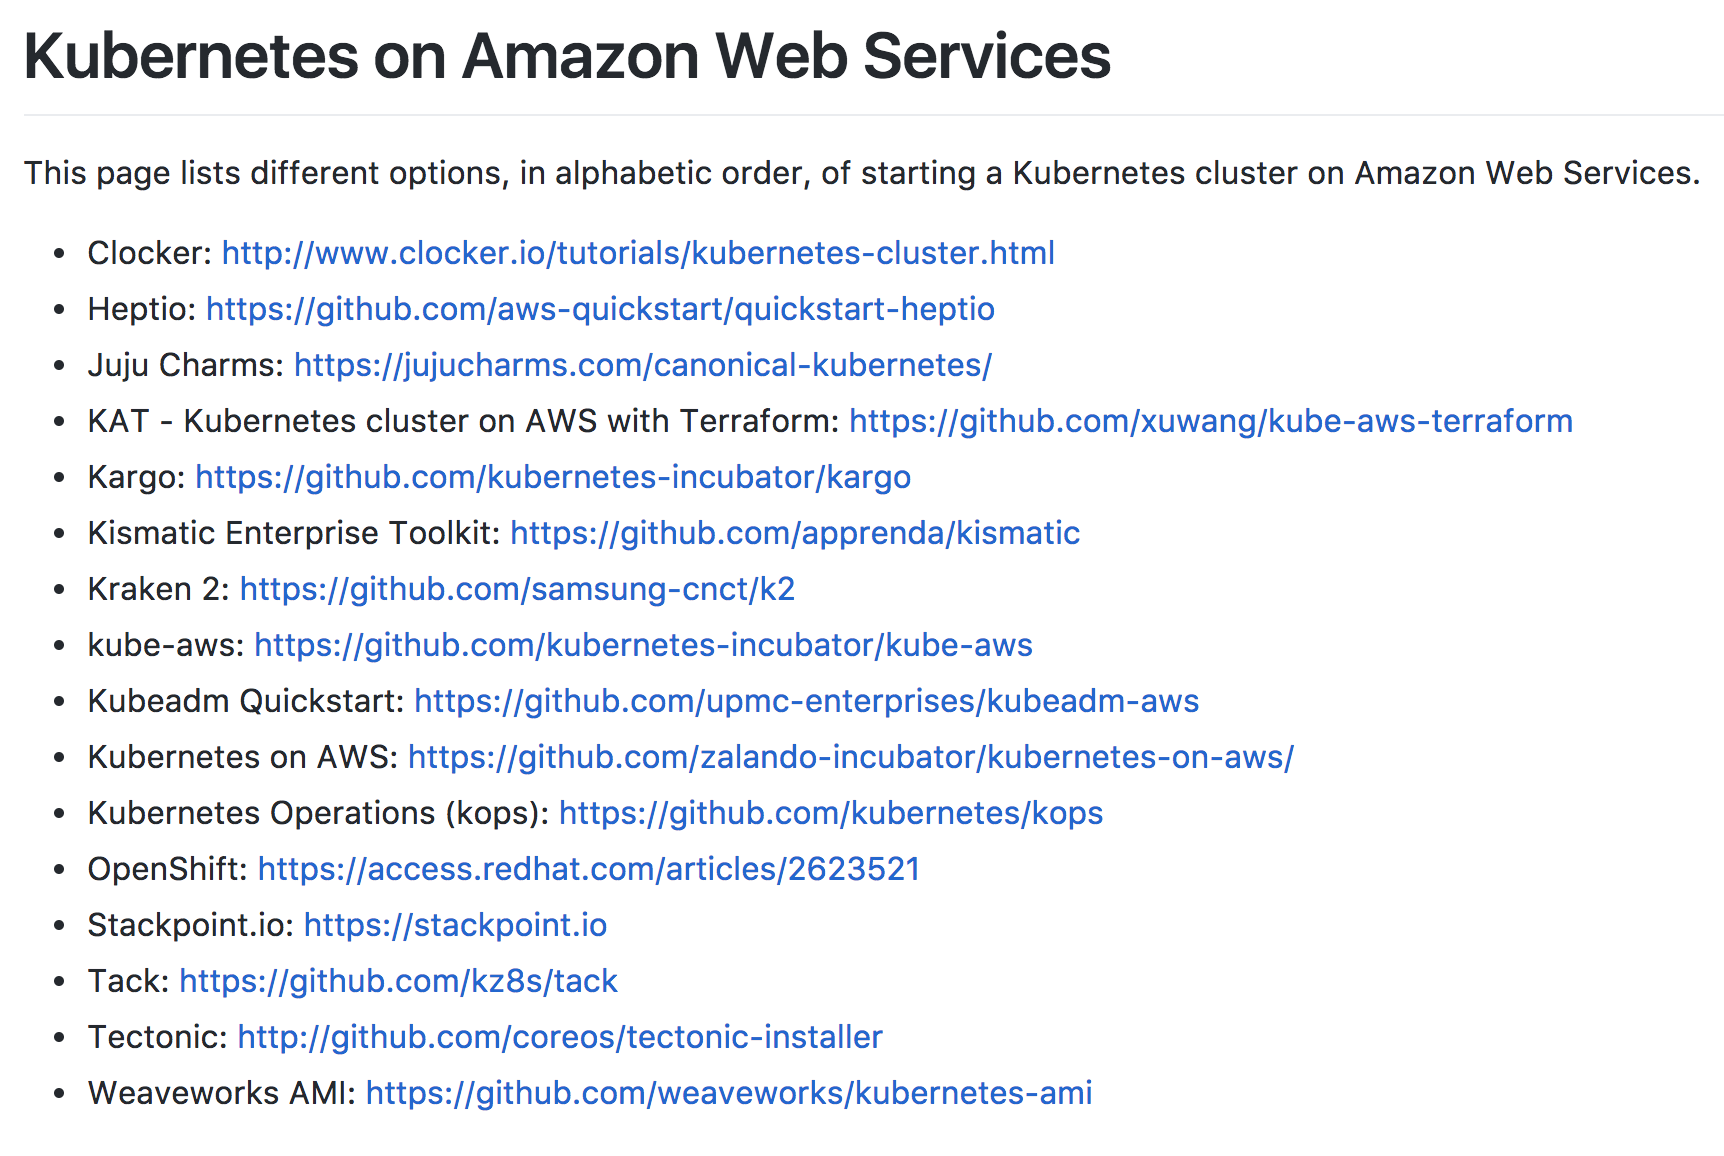 Kubernetes on Amazon Web Services
This page lists different options, in alphabetic order, of starting a Kubernetes cluster on Amazon Web Services.
• Clocker: http://www.clocker.io/tutorials/kubernetes-cluster.html
• Heptio: https://github.com/aws-quickstart/quickstart-heptio
• Juju Charms: https://jujucharms.com/canonical-kubernetes/
• KAT - Kubernetes cluster on AWS with Terraform: https://github.com/xuwang/kube-aws-terraform
• Kargo: https://github.com/kubernetes-incubator/kargo
• Kismatic Enterprise Toolkit: https://github.com/apprenda/kismatic
• Kraken 2: https://github.com/samsung-cnct/k2
• kube-aws: https://github.com/kubernetes-incubator/kube-aws
• Kubeadm Quickstart: https://github.com/upmc-enterprises/kubeadm-aws
• Kubernetes on AWS: https://github.com/zalando-incubator/kubernetes-on-aws/
• Kubernetes Operations (kops): https://github.com/kubernetes/kops
• OpenShift: https://access.redhat.com/articles/2623521
• Stackpoint.io: https://stackpoint.io
• Tack: https://github.com/kz8s/tack
• Tectonic: http://github.com/coreos/tectonic-installer
• Weaveworks AMI: https://github.com/weaveworks/kubernetes-ami